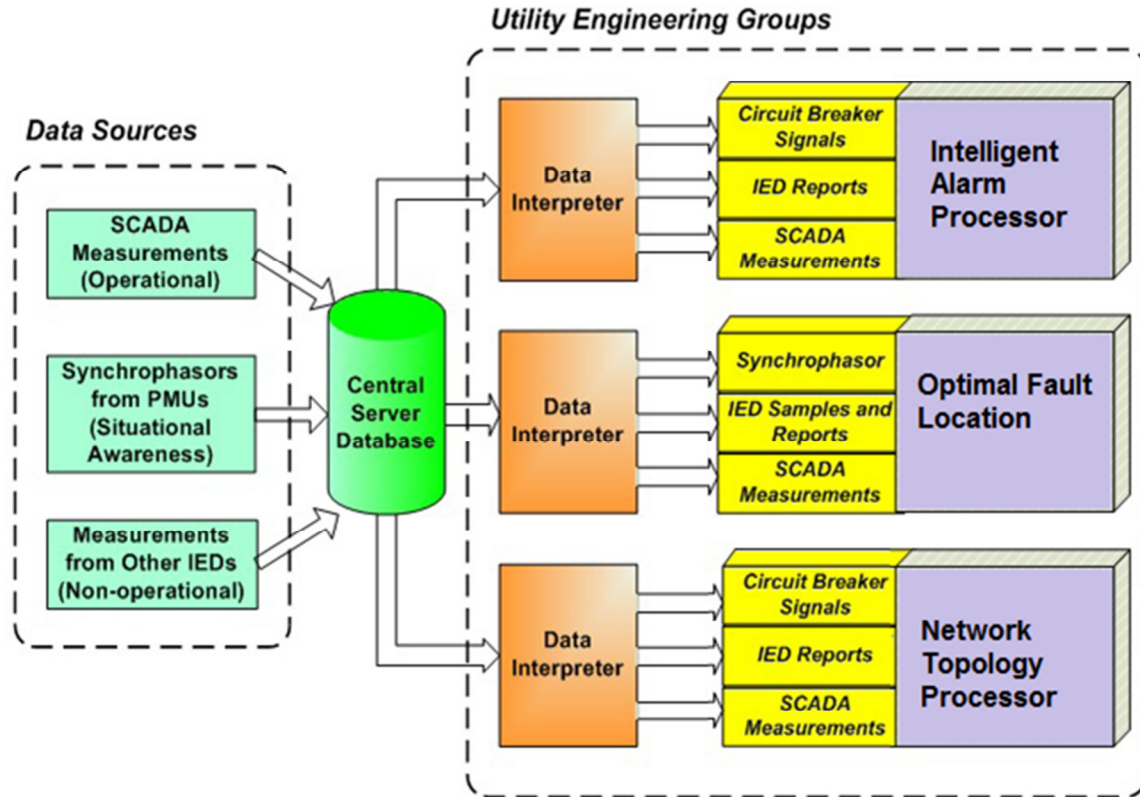 Utility Engineering Groups
Data Sources
SCADA
Measurements
(Operational)
Synchrophasors
from PMUs
(Situational
Awareness)
Measurements
from Other IEDs
(Non-operational)
Central
Server
Database
Data
Interpreter
Circuit Breaker
Signals
IED Reports
SCADA
Measurements
Intelligent
Alarm
Processor
Data
Interpreter
Synchrophasor
IED Samples and
Reports
SCADA
Measurements
Optimal Fault
Location
Data
Interpreter
Circuit Breaker
Signals
IED Reports
SCADA
Measurements
Network
Topology
Processor